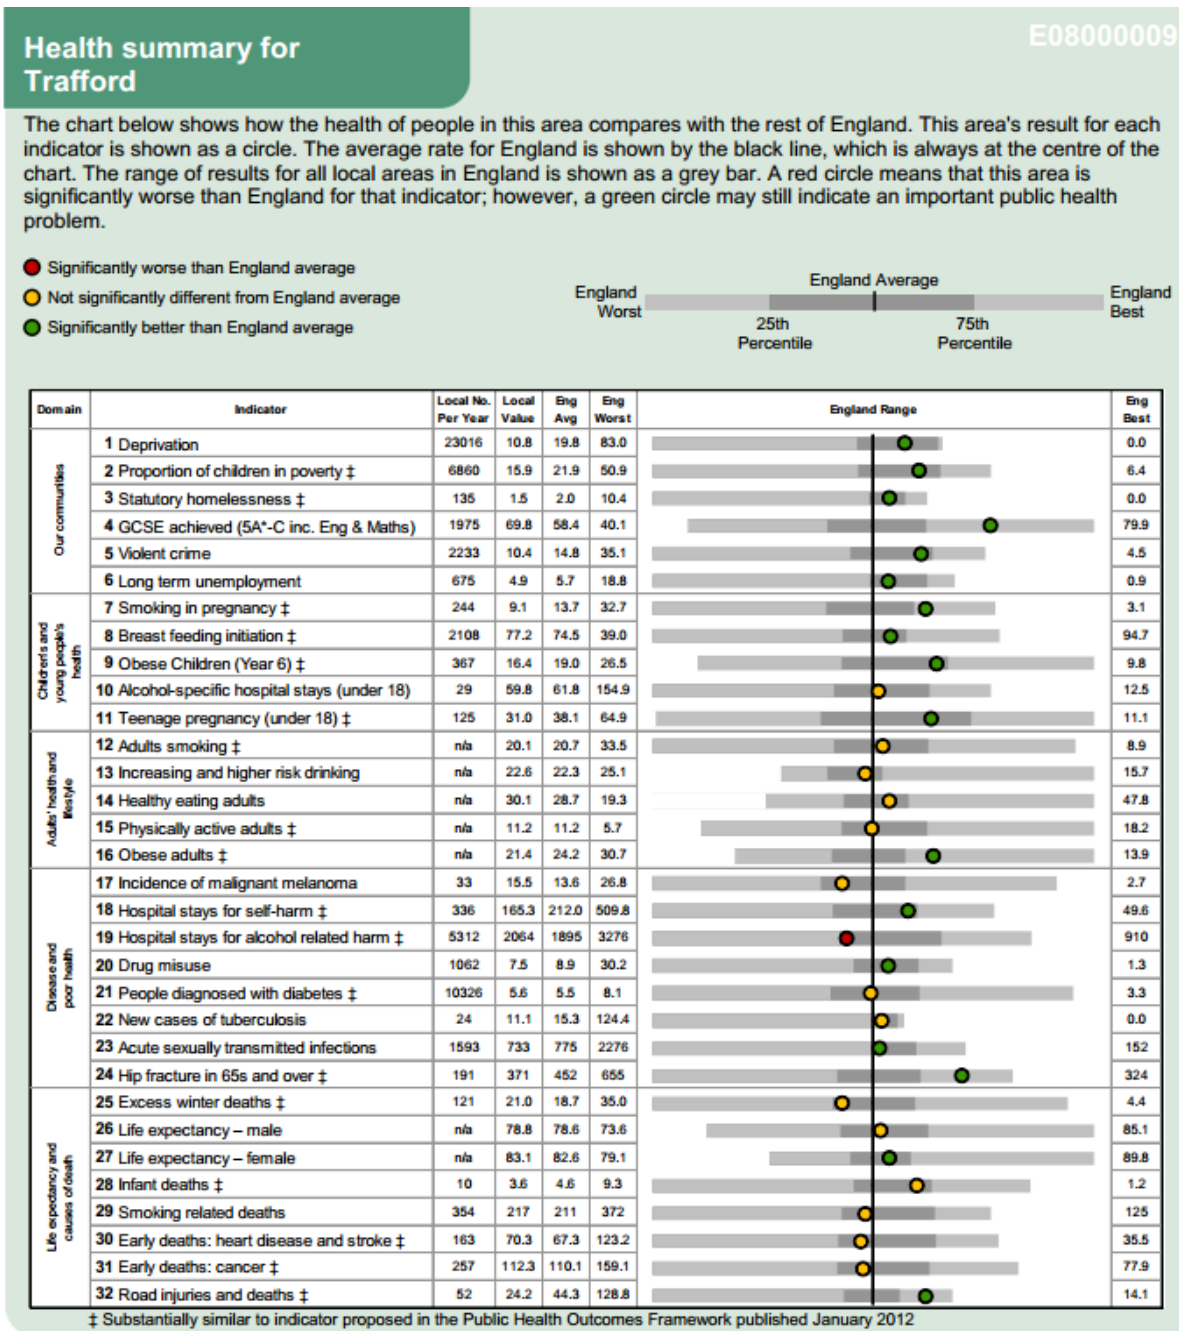 Health summary for
Trafford
E08000009
The chart below shows how the health of people in this area compares with the rest of England. This area's result for each
indicator is shown as a circle. The average rate for England is shown by the black line, which is always at the centre of the
chart. The range of results for all local areas in England is shown as a grey bar. A red circle means that this area is
significantly worse than England for that indicator; however, a green circle may still indicate an important public health
problem.
Significantly worse than England average
Not significantly different from England average
Significantly better than England average
England Average
England
Worst
England
Best
25th
Percentile
75th
Percentile
Domain Indicator Local No. Per Year Local Value Eng Avg Eng Worst England Range Eng Best
Our communities
1 Deprivation 23016 10.8 19.8 83.0 0.0
2 Proportion of children in poverty ‡ 6860 15.9 21.9 50.9 6.4
3 Statutory homelessness ‡ 135 1.5 2.0 10.4 0.0
4 GCSE achieved (5A*-C inc. Eng & Maths) 1975 69.8 58.4 40.1 79.9
5 Violent crime 2233 10.4 14.8 35.1 4.5
6 Long term unemployment 675 4.9 5.7 18.8 0.9
Children's and
young people's
health
7 Smoking in pregnancy ‡ 244 9.1 13.7 32.7 3.1
8 Breast feeding initiation ‡ 2108 77.2 74.5 39.0 94.7
9 Obese Children (Year 6) ‡ 367 16.4 19.0 26.5 9.8
10 Alcohol-specific hospital stays (under 18) 29 59.8 61.8 154.9 12.5
11 Teenage pregnancy (under 18) ‡ 125 31.0 38.1 64.9 11.1
Adults' health and
lifestyle
12 Adults smoking ‡ n/a 20.1 20.7 33.5 8.9
13 Increasing and higher risk drinking n/a 22.6 22.3 25.1 15.7
14 Healthy eating adults n/a 30.1 28.7 19.3 47.8
15 Physically active adults ‡ n/a 11.2 11.2 5.7 18.2
16 Obese adults ‡ n/a 21.4 24.2 30.7 13.9
Disease and
poor health
17 Incidence of malignant melanoma 33 15.5 13.6 26.8 2.7
18 Hospital stays for self-harm ‡ 336 165.3 212.0 509.8 49.6
19 Hospital stays for alcohol related harm ‡ 5312 2064 1895 3276 910
20 Drug misuse 1062 7.5 8.9 30.2 1.3
21 People diagnosed with diabetes ‡ 10326 5.6 5.5 8.1 3.3
22 New cases of tuberculosis 24 11.1 15.3 124.4 0.0
23 Acute sexually transmitted infections 1593 733 775 2276 152
24 Hip fracture in 65s and over ‡ 191 371 452 655 324
Life expectancy and
causes of death
25 Excess winter deaths ‡ 121 21.0 18.7 35.0 4.4
26 Life expectancy – male n/a 78.8 78.6 73.6 85.1
27 Life expectancy – female n/a 83.1 82.6 79.1 89.8
28 Infant deaths ‡ 10 3.6 4.6 9.3 1.2
29 Smoking related deaths 354 217 211 372 125
30 Early deaths: heart disease and stroke ‡ 163 70.3 67.3 123.2 35.5
31 Early deaths: cancer ‡ 257 112.3 110.1 159.1 77.9
32 Road injuries and deaths ‡ 52 24.2 44.3 128.8 14.1
‡ Substantially similar to indicator proposed in the Public Health Outcomes Framework published January 2012